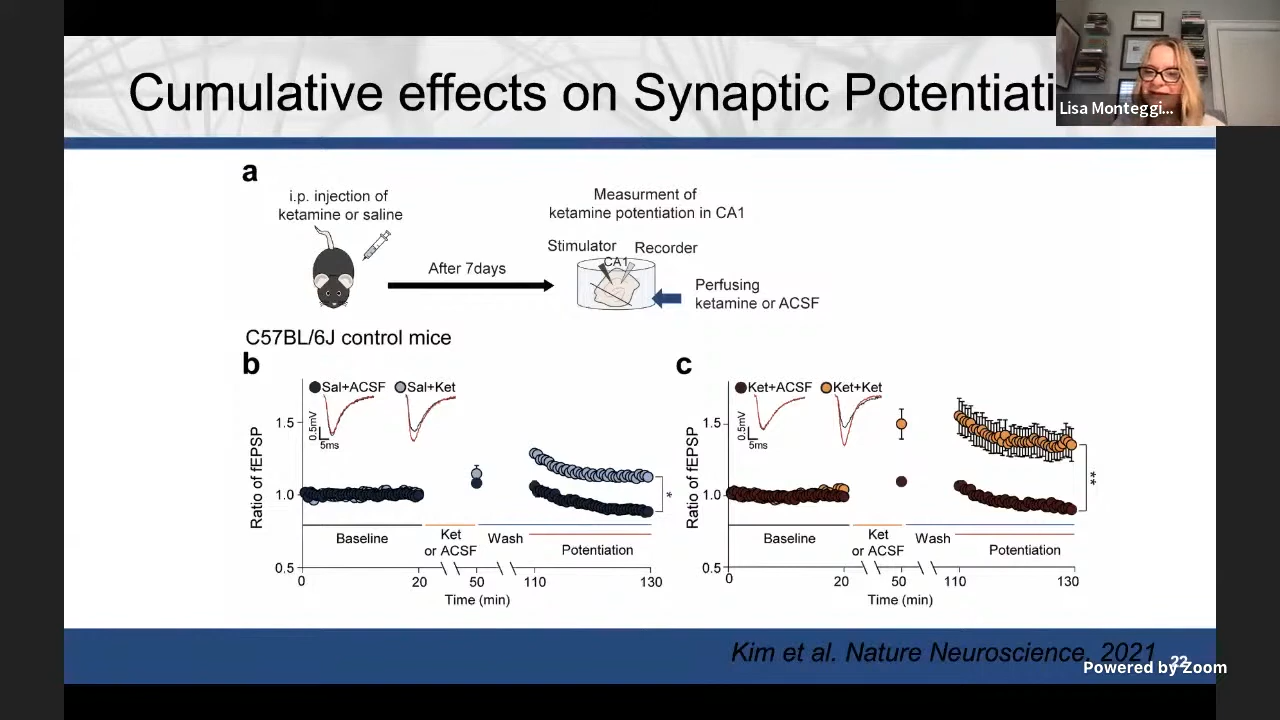 Cumulative effects on Synaptic Potentiati
Lisa Monteggi...
a
i.p. injection of
ketamine or saline
After 7days
Measurment of
ketamine potentiation in CA1
Stimulator
Recorder
CA1
Perfusing
ketamine or ACSF
C57BL/6J control mice
b
Sal+ACSF
Sal+Ket
0.5mV
5ms
Ratio of fEPSP
1.5
1.0
0.5
*
Baseline
Ket
or ACSF
Wash
Potentiation
0
20
50
110
130
Time (min)
c
Ket+ACSF
Ket+Ket
0.5mV
5ms
Ratio of fEPSP
1.5
1.0
0.5
**
Baseline
Ket
or ACSF
Wash
Potentiation
0
20
50
110
130
Time (min)
Kim et al. Nature Neuroscience, 2021
22
Powered by Zoom